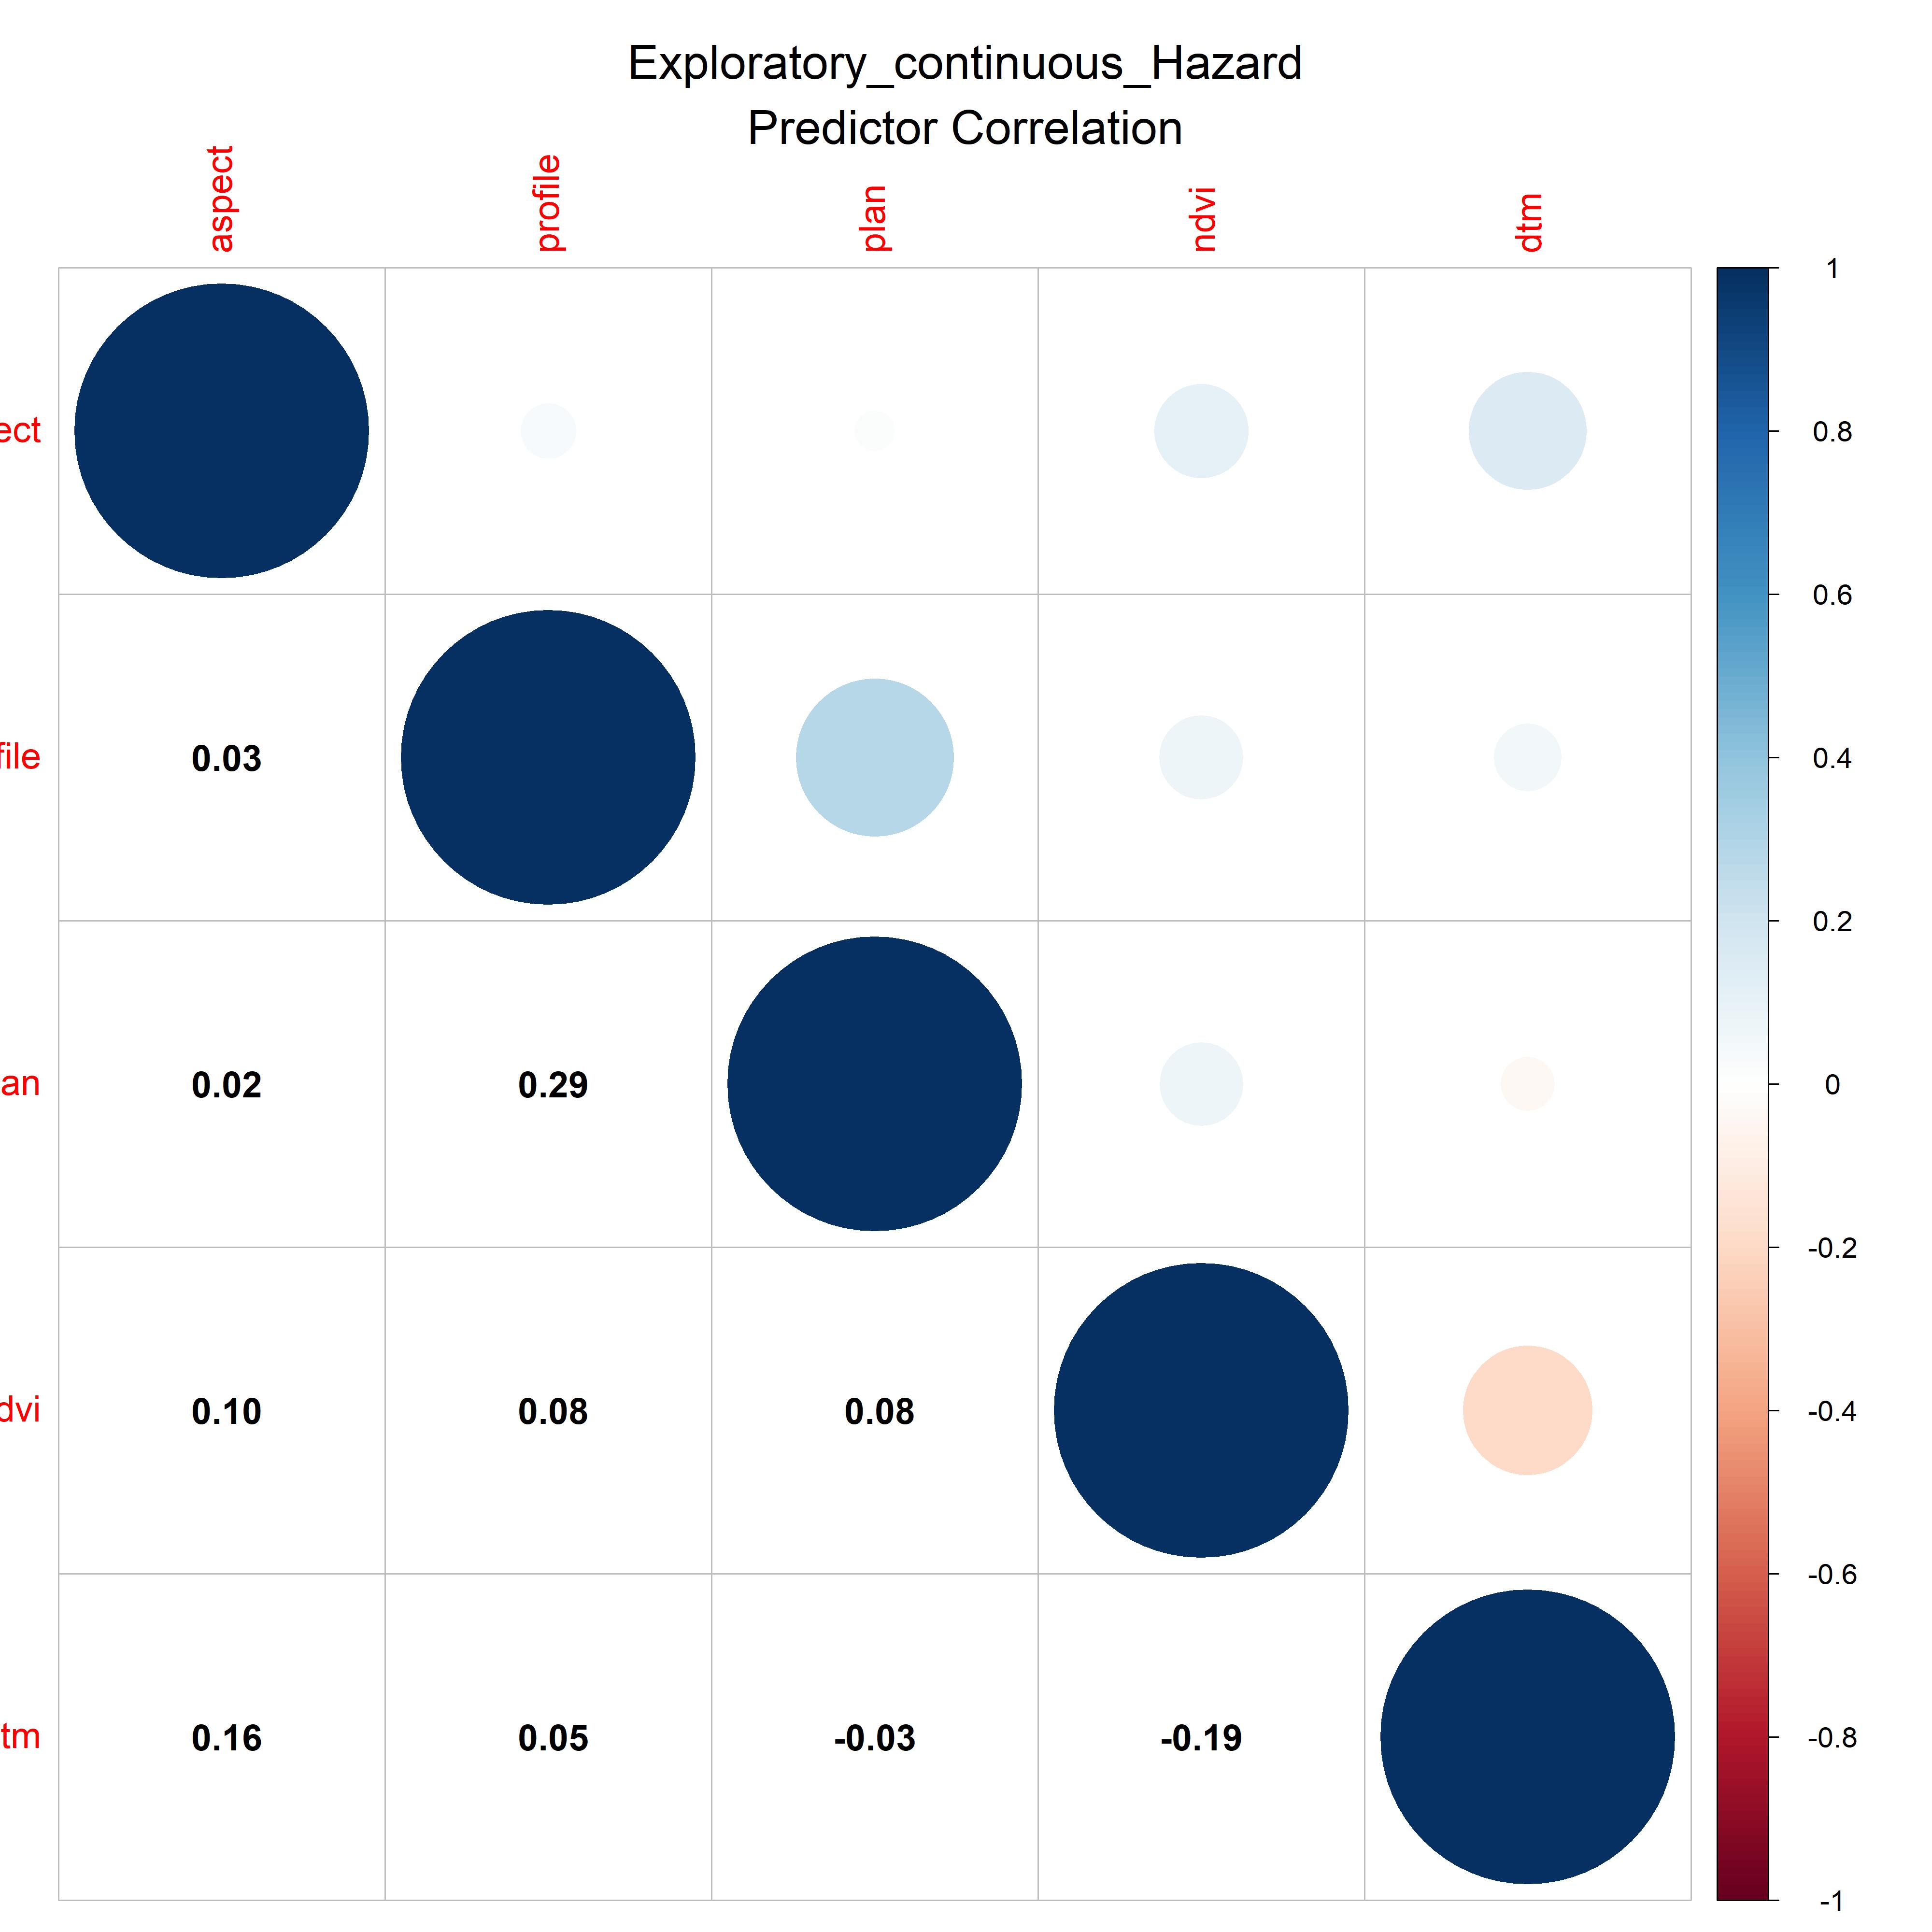 Exploratory_continuous_Hazard
Predictor Correlation
aspect profile plan ndvi dtm
1
ect
0.8
0.6
file 0.03 0.4
0.2
an 0.02 0.29 0
-0.2
dvi 0.10 0.08 0.08 -0.4
-0.6
tm 0.16 0.05 -0.03 -0.19 -0.8
-1